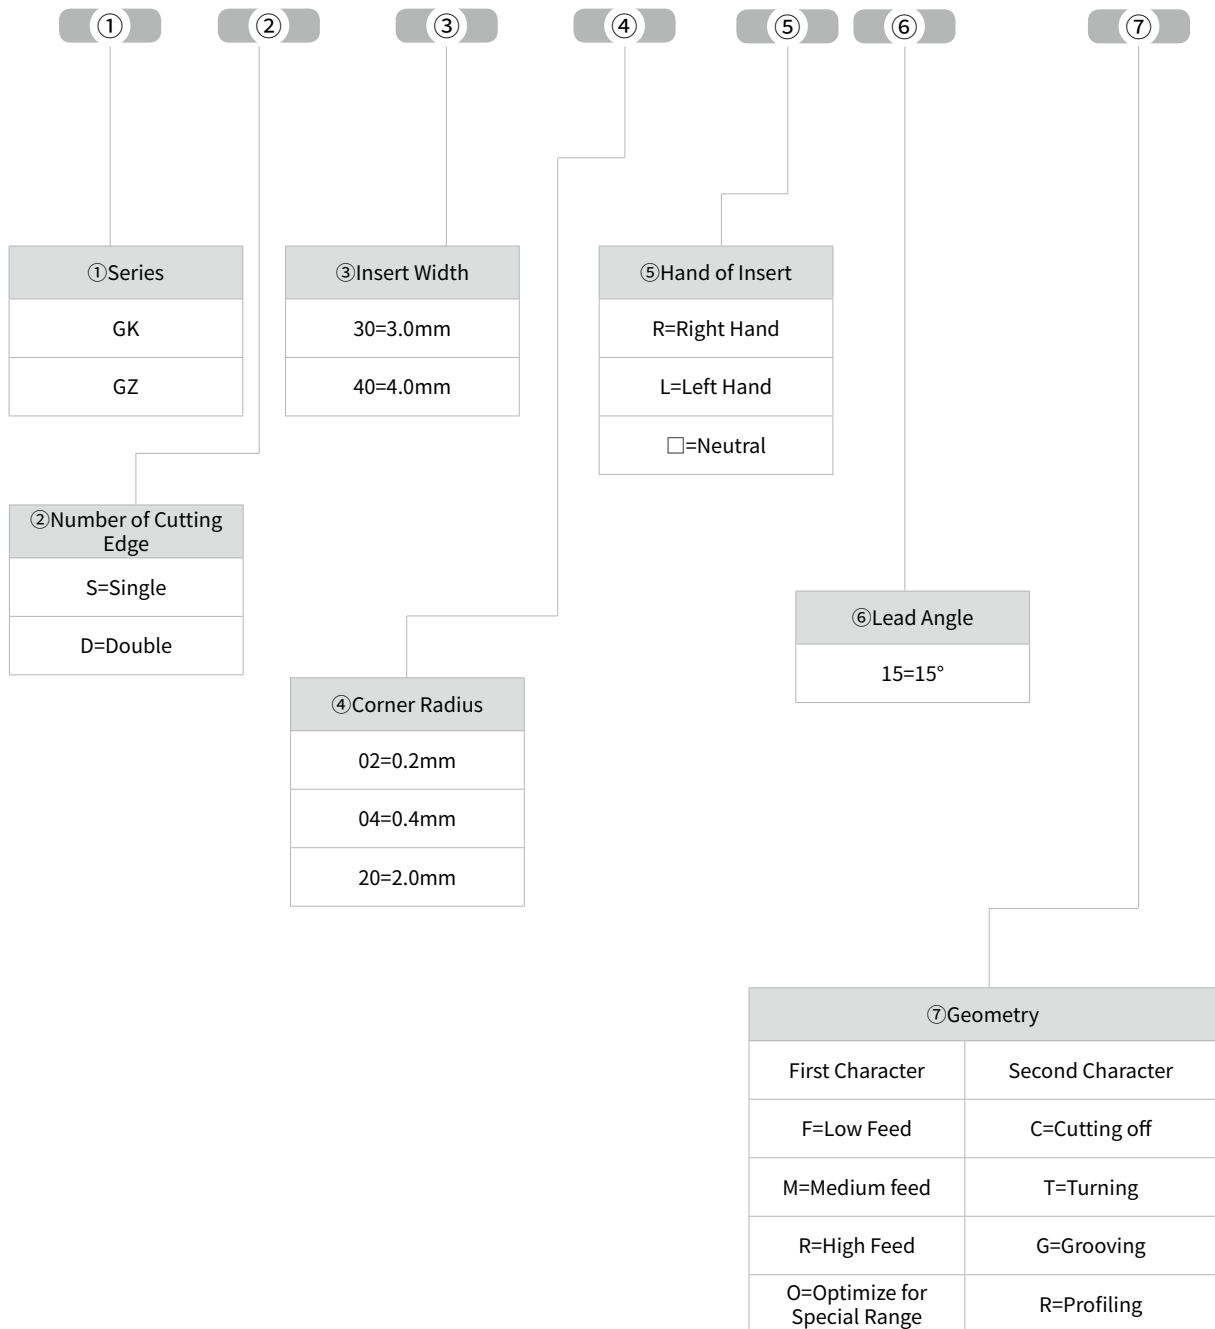 ① ② ③ ④ ⑤ ⑥ ⑦
①Series
GK
GZ
③Insert Width
30=3.0mm
40=4.0mm
⑤Hand of Insert
R=Right Hand
L=Left Hand
□=Neutral
②Number of Cutting
Edge
S=Single
D=Double
⑥Lead Angle
15=15°
④Corner Radius
02=0.2mm
04=0.4mm
20=2.0mm
⑦Geometry
First Character Second Character
F=Low Feed C=Cutting off
M=Medium feed T=Turning
R=High Feed G=Grooving
O=Optimize for
Special Range
R=Profiling